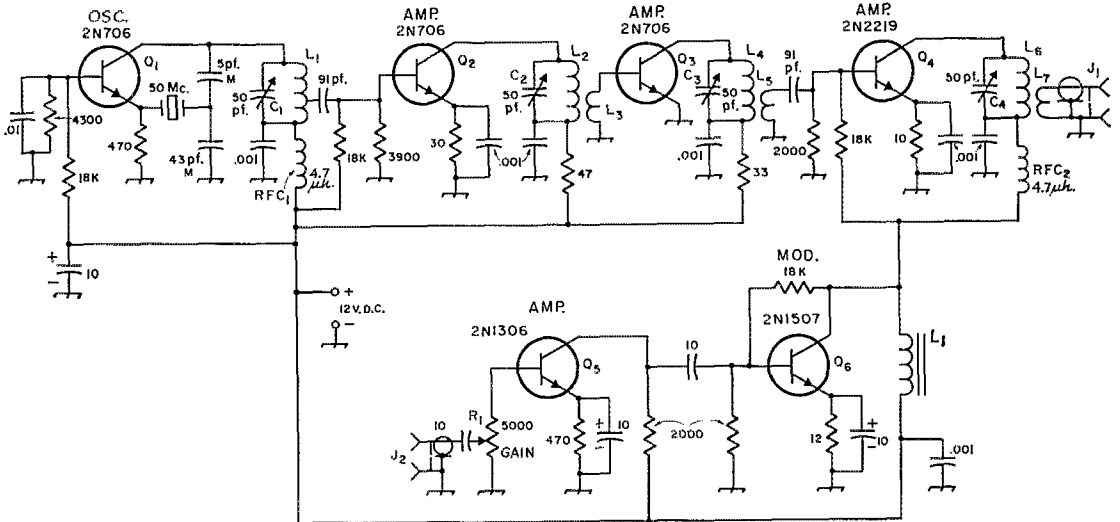 OSC.
2N706
AMP.
2N706
AMP.
2N706
AMP.
2N2219
Q1
5pf.
M
50 Mc.
50
pf.
C1
L1
91pf.
Q2
C2
50
pf.
L2
L3
Q3
C3
50
pf.
L4
L5
91
pf.
Q4
50pf.
C4
L6
L7
J1
.01
4300
470
43pf.
M
.001
18K
RFC1
4.7
µh.
18K
3900
30
.001
47
.001
33
2000
18K
10
.001
RFC2
4.7µh.
+
-
10
+
12V.D.C.
-
AMP.
2N1306
Q5
MOD.
18K
2N1507
Q6
10
R1
5000
GAIN
10
J2
470
+
-
10
2000
12
+
-
10
.001